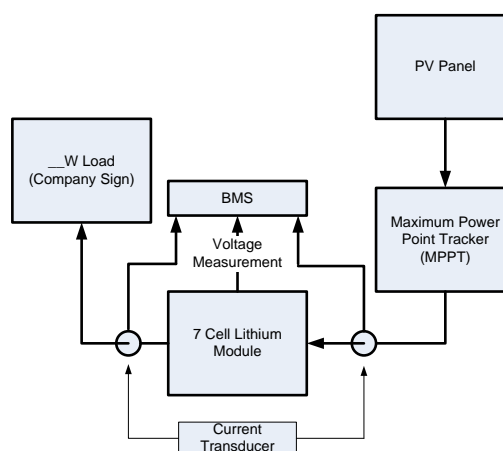 PV Panel
__W Load
(Company Sign)
BMS
Maximum Power
Point Tracker
(MPPT)
Voltage
Measurement
7 Cell Lithium
Module
Current
Transducer